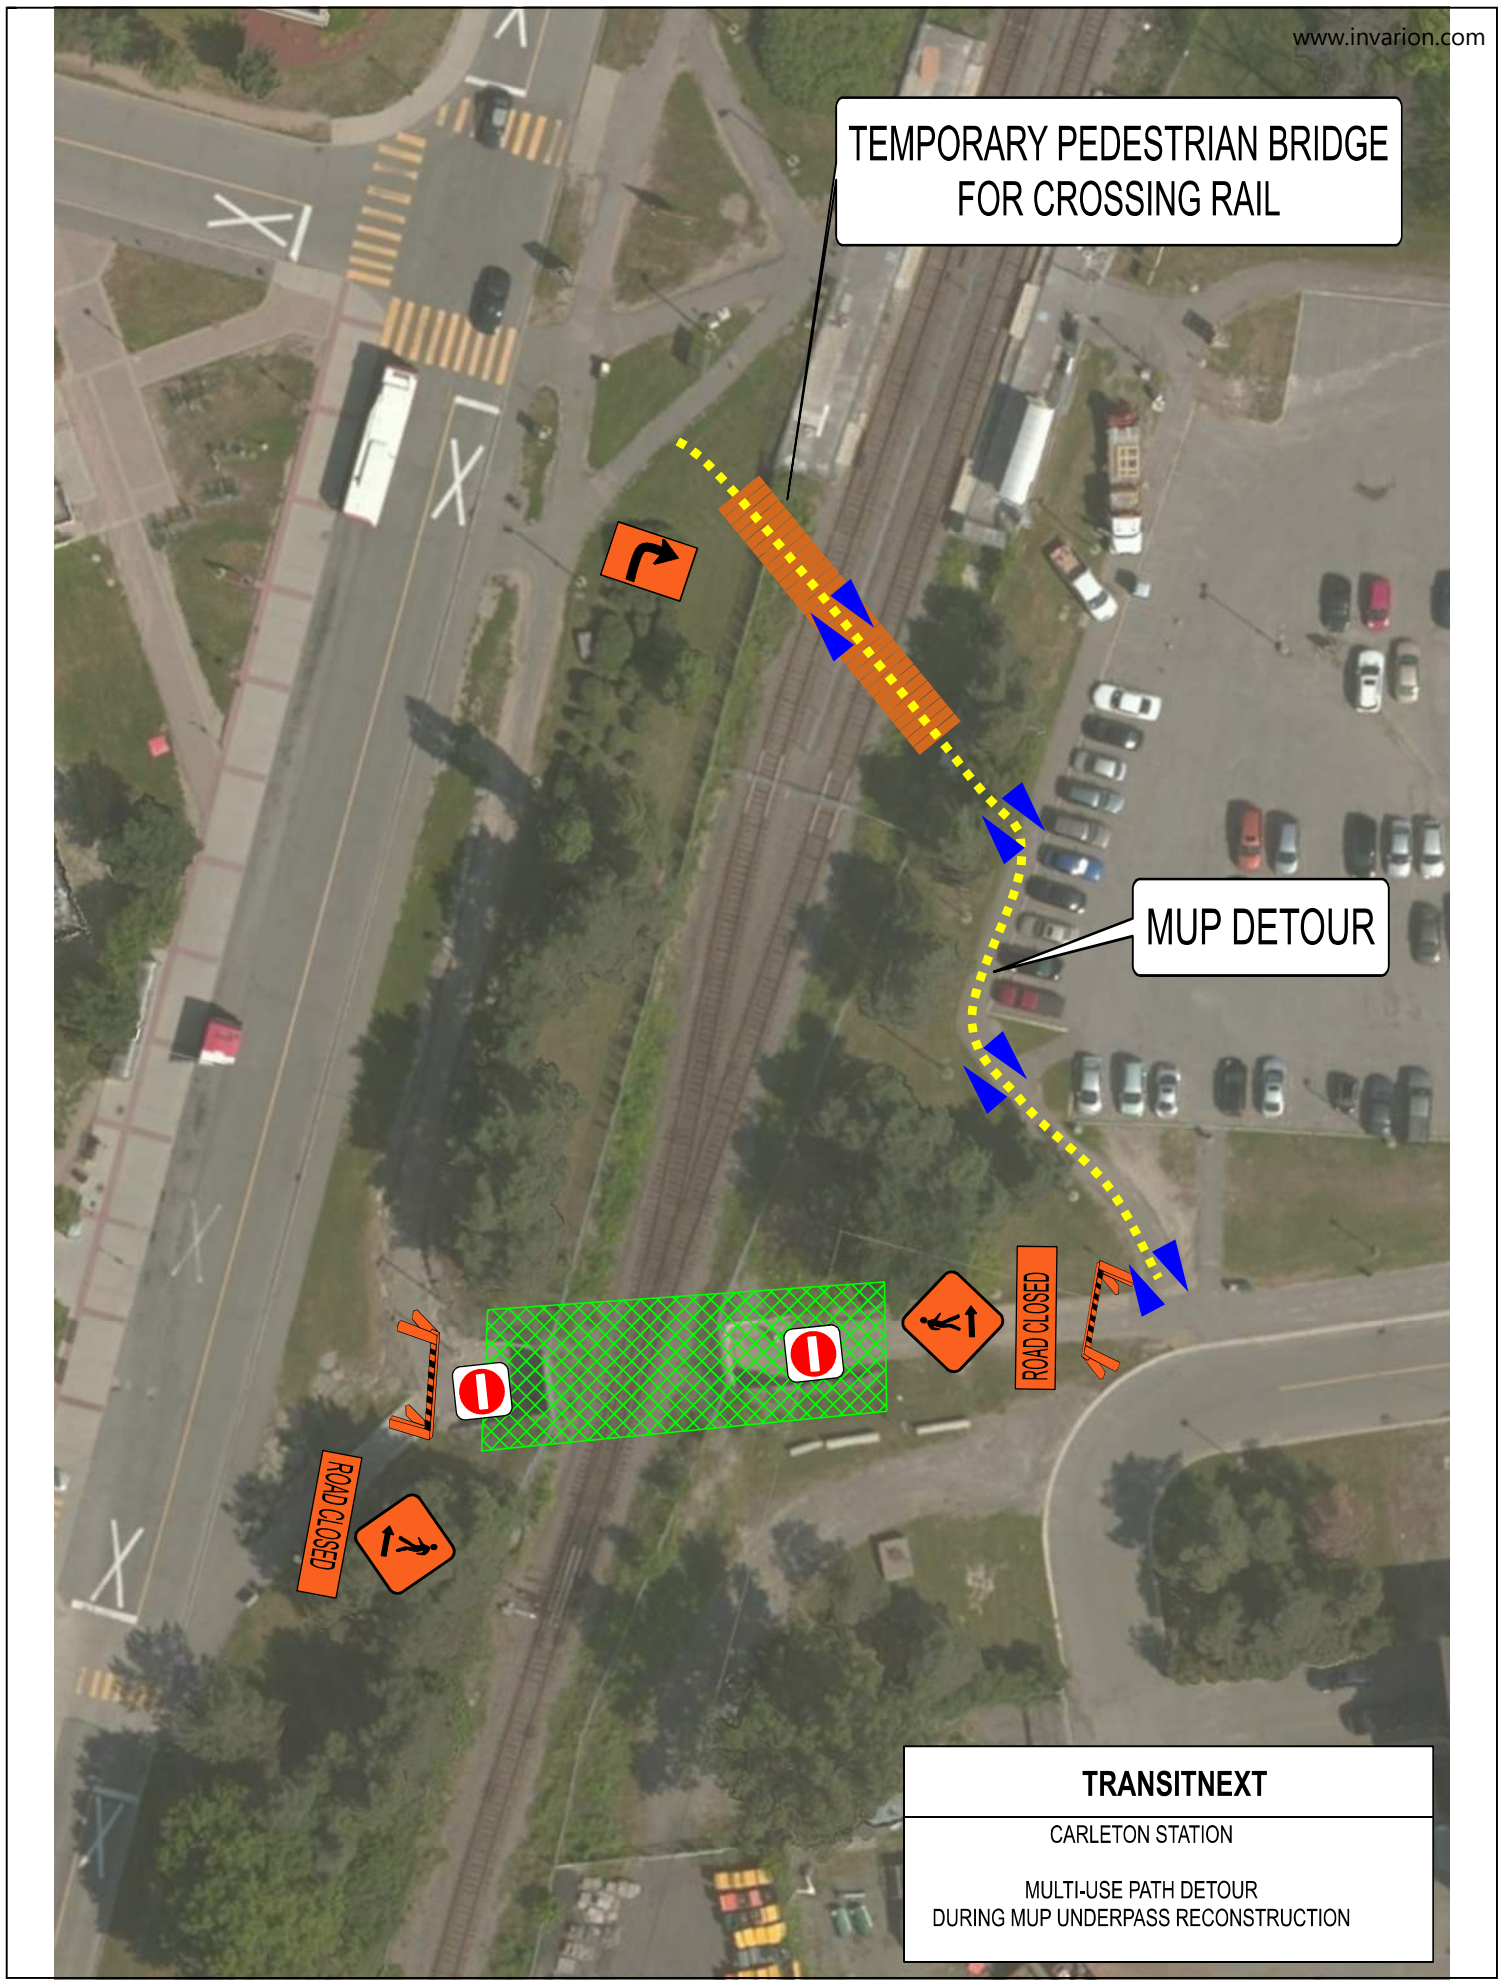 www.invarion.com
TEMPORARY PEDESTRIAN BRIDGE
FOR CROSSING RAIL
MUP DETOUR
ROAD CLOSED
ROAD CLOSED
TRANSITNEXT
CARLETON STATION
MULTI-USE PATH DETOUR
DURING MUP UNDERPASS RECONSTRUCTION